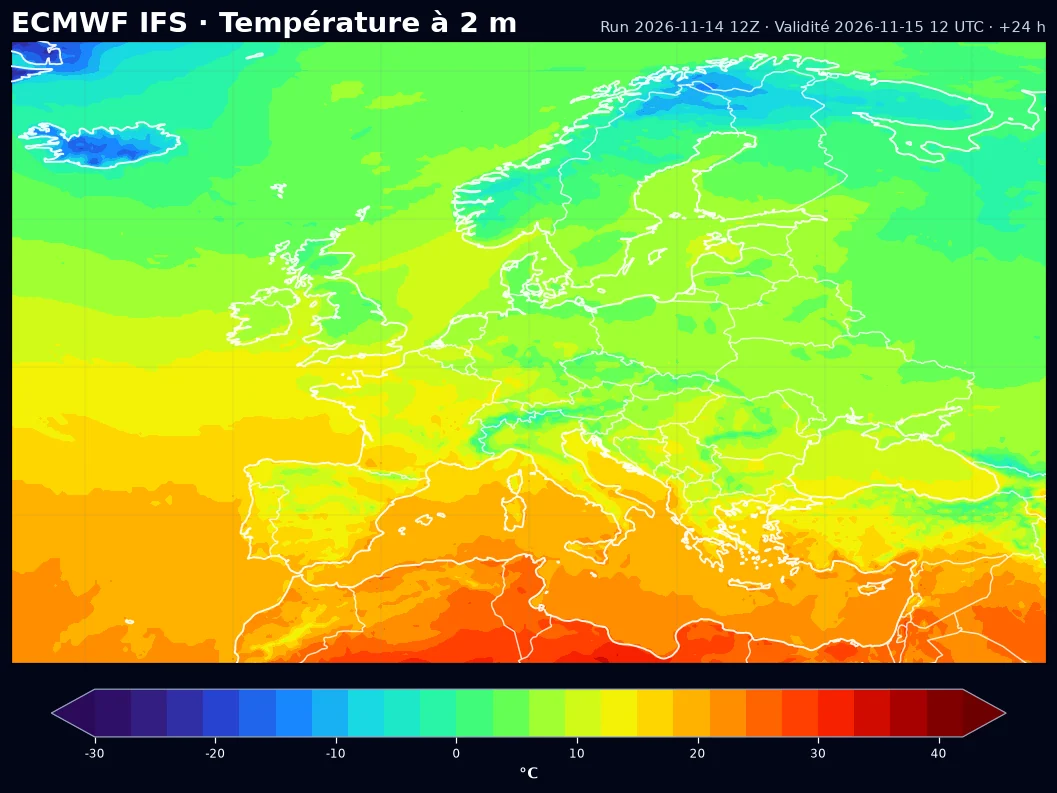 ECMWF IFS · Température à 2 m
Run 2026-11-14 12Z · Validité 2026-11-15 12 UTC · +24 h
-30 -20 -10 0 10 20 30 40
°C